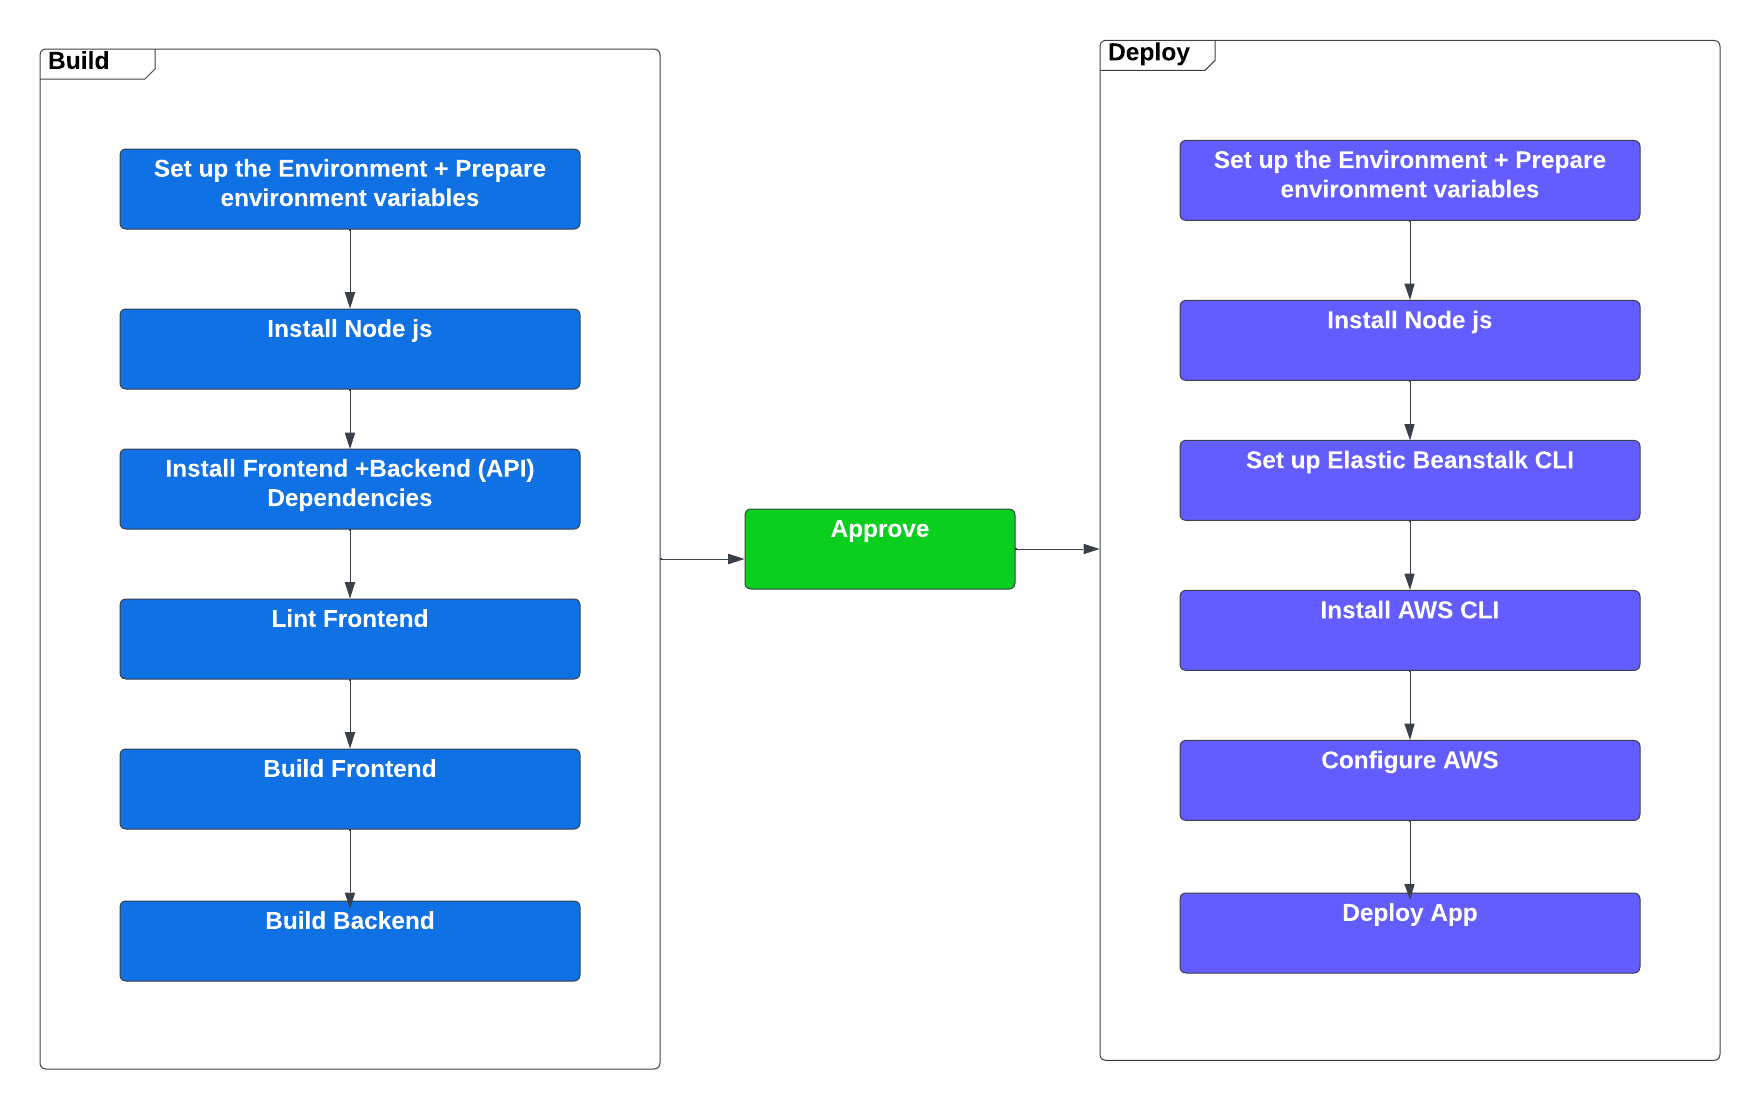 Build
Set up the Environment + Prepare
environment variables
Install Node js
Install Frontend +Backend (API)
Dependencies
Lint Frontend
Build Frontend
Build Backend
Approve
Deploy
Set up the Environment + Prepare
environment variables
Install Node js
Set up Elastic Beanstalk CLI
Install AWS CLI
Configure AWS
Deploy App